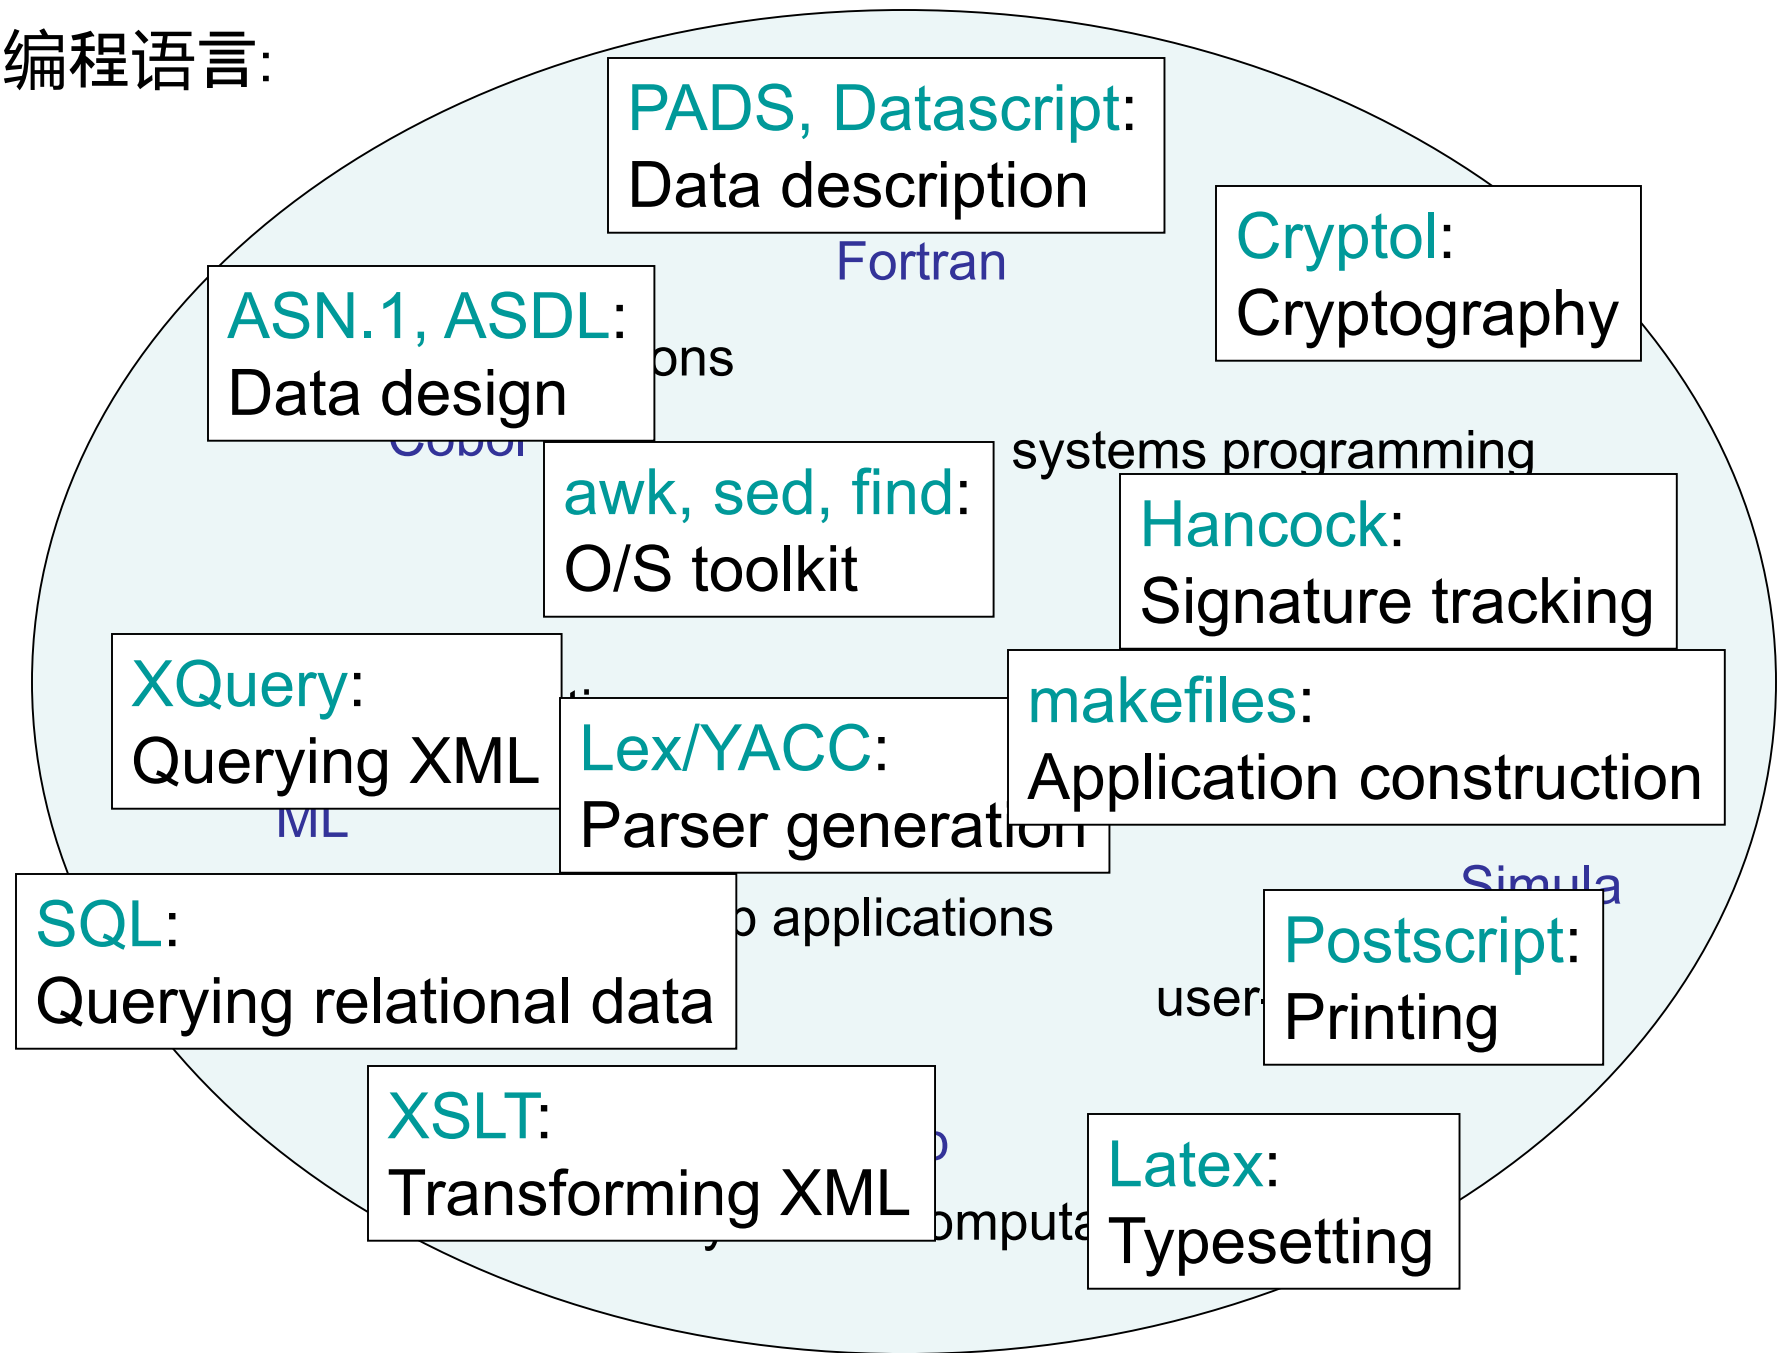 编程语言:
PADS, Datascript:
Data description
Cryptol:
Cryptography
Fortran
ASN.1, ASDL:
Data design
Cobol
systems programming
awk, sed, find:
O/S toolkit
Hancock:
Signature tracking
XQuery:
Querying XML
Lex/YACC:
Parser generation
makefiles:
Application construction
ML
Simula
SQL:
Querying relational data
applications
Postscript:
Printing
user-
XSLT:
Transforming XML
Latex:
Typesetting